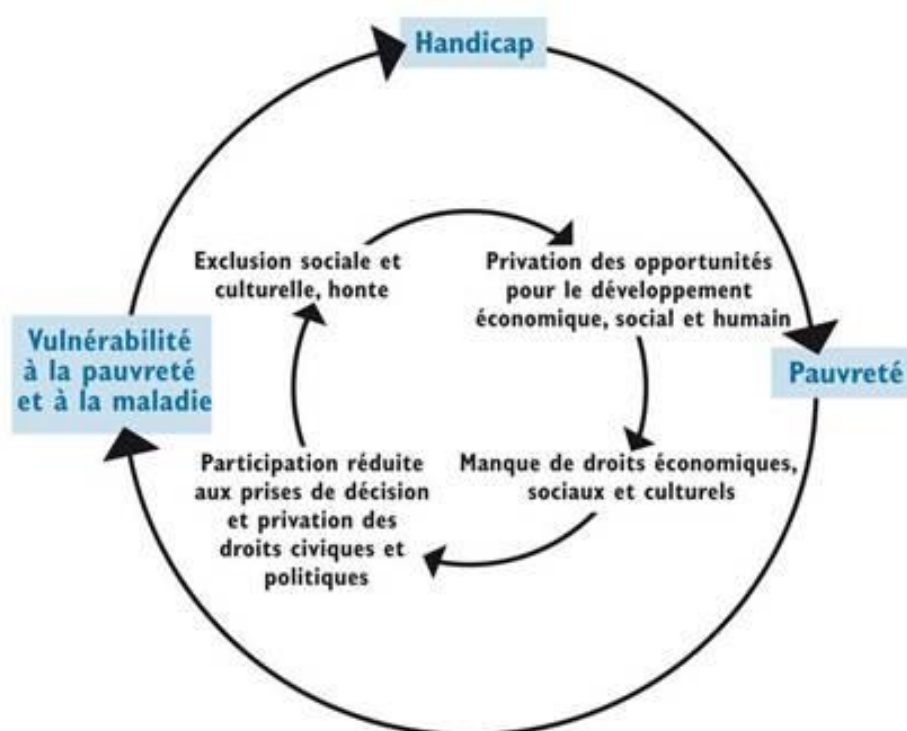 Handicap
Exclusion sociale et
culturelle, honte
Privation des opportunités
pour le développement
économique, social et humain
Vulnérabilité
à la pauvreté
et à la maladie
Pauvreté
Participation réduite
aux prises de décision
et privation des
droits civiques et
politiques
Manque de droits économiques,
sociaux et culturels